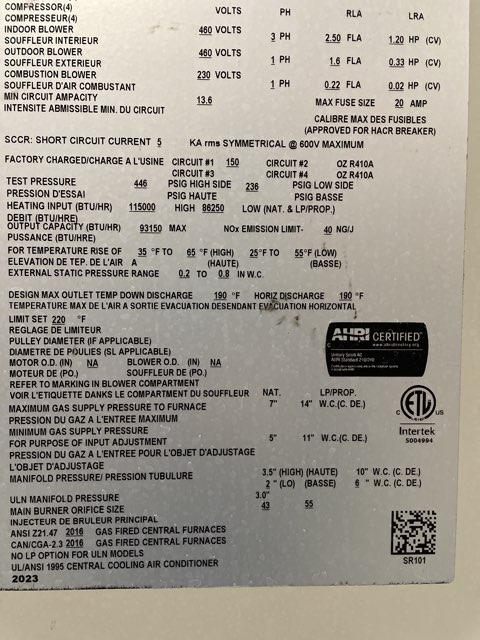 COMPRESSOR(4) VOLTS PH RLA LRA
COMPRESEUR(4)
INDOOR BLOWER 460 VOLTS
SOUFFLEUR INTERIEUR 3 PH 2.50 FLA 1.20 HP (CV)
OUTDOOR BLOWER 460 VOLTS
SOUFFLEUR EXTERIEUR 1 PH 1.6 FLA 0.33 HP (CV)
COMBUSTION BLOWER 230 VOLTS
SOUFFLEUR D'AIR COMBUSTANT 1 PH 0.22 FLA 0.02 HP (CV)
MIN CIRCUIT AMPACITY 13.6 MAX FUSE SIZE 20 AMP
INTENSITE ABMISSIBLE MIN. DU CIRCUIT
CALIBRE MAX DES FUSIBLES
(APPROVED FOR HACR BREAKER)
SCCR: SHORT CIRCUIT CURRENT 5 KA rms SYMMETRICAL @ 600V MAXIMUM
FACTORY CHARGED/CHARGE A L'USINE CIRCUIT #1 150 CIRCUIT #2 OZ R410A
CIRCUIT #3 CIRCUIT #4 OZ R410A
TEST PRESSURE 446 PSIG HIGH SIDE 236 PSIG LOW SIDE
PRESSION D'ESSAI PSIG HAUTE PSIG BASSE
HEATING INPUT (BTU/HR) 115000 HIGH 86250 LOW (NAT. & LP/PROP.)
DEBIT (BTU/HRE)
OUTPUT CAPACITY (BTU/HR) 93150 MAX NOx EMISSION LIMIT- 40 NG/J
PUISSANCE (BTU/HRE)
FOR TEMPERATURE RISE OF 35 °F TO 65 °F (HIGH) 25°F TO 55°F (LOW)
ELEVATION DE TEP. DE L'AIR A (HAUTE) (BASSE)
EXTERNAL STATIC PRESSURE RANGE 0.2 TO 0.8 IN W.C.
DESIGN MAX OUTLET TEMP DOWN DISCHARGE 190 °F HORIZ DISCHARGE 190 °F
TEMPERATURE MAX DE L'AIR A SORTIE EVACUATION DESENDANT EVACUATION HORIZONTAL
LIMIT SET 220 °F
REGLAGE DE LIMITEUR
PULLEY DIAMETER (IF APPLICABLE)
DIAMETRE DE POULIES (SL APPLICABLE)
MOTOR O.D. (IN) NA BLOWER O.D. (IN) NA
MOTEUR DE (PO.) SOUFFLEUR DE (PO.)
REFER TO MARKING IN BLOWER COMPARTMENT
VOIR L'ETIQUETTE DANKS LE COMPARTMENT DU SOUFFLEUR
AHRI CERTIFIED
www.ahridirectory.org
NAT. LP/PROP.
MAXIMUM GAS SUPPLY PRESSURE TO FURNACE 7" 14" W.C.(C. DE.)
PRESSION DU GAZ A L'ENTREE MAXIMUM
MINIMUM GAS SUPPLY PRESSURE
FOR PURPOSE OF INPUT ADJUSTMENT 5" 11" W.C.(C. DE.)
PRESSION DU GAZ A L'ENTREE POUR L'OBJET D'ADJUSTAGE
L'OBJET D'ADJUSTAGE
MANIFOLD PRESSURE/ PRESSION TUBULURE 3.5" (HIGH) (HAUTE) 10" W.C. (C. DE.)
2 " (LO) (BASSE) 6 " W.C. (C. DE.)
ULN MANIFOLD PRESSURE 3.0"
MAIN BURNER ORIFICE SIZE 43 55
INJECTEUR DE BRULEUR PRINCIPAL
ANSI Z21.47 2016 GAS FIRED CENTRAL FURNACES
CAN/CGA-2.3 2016 GAS FIRED CENTRAL FURNACES
NO LP OPTION FOR ULN MODELS
UL/ANSI 1995 CENTRAL COOLING AIR CONDITIONER
2023
C ETL US
Intertek
5004994
SR101